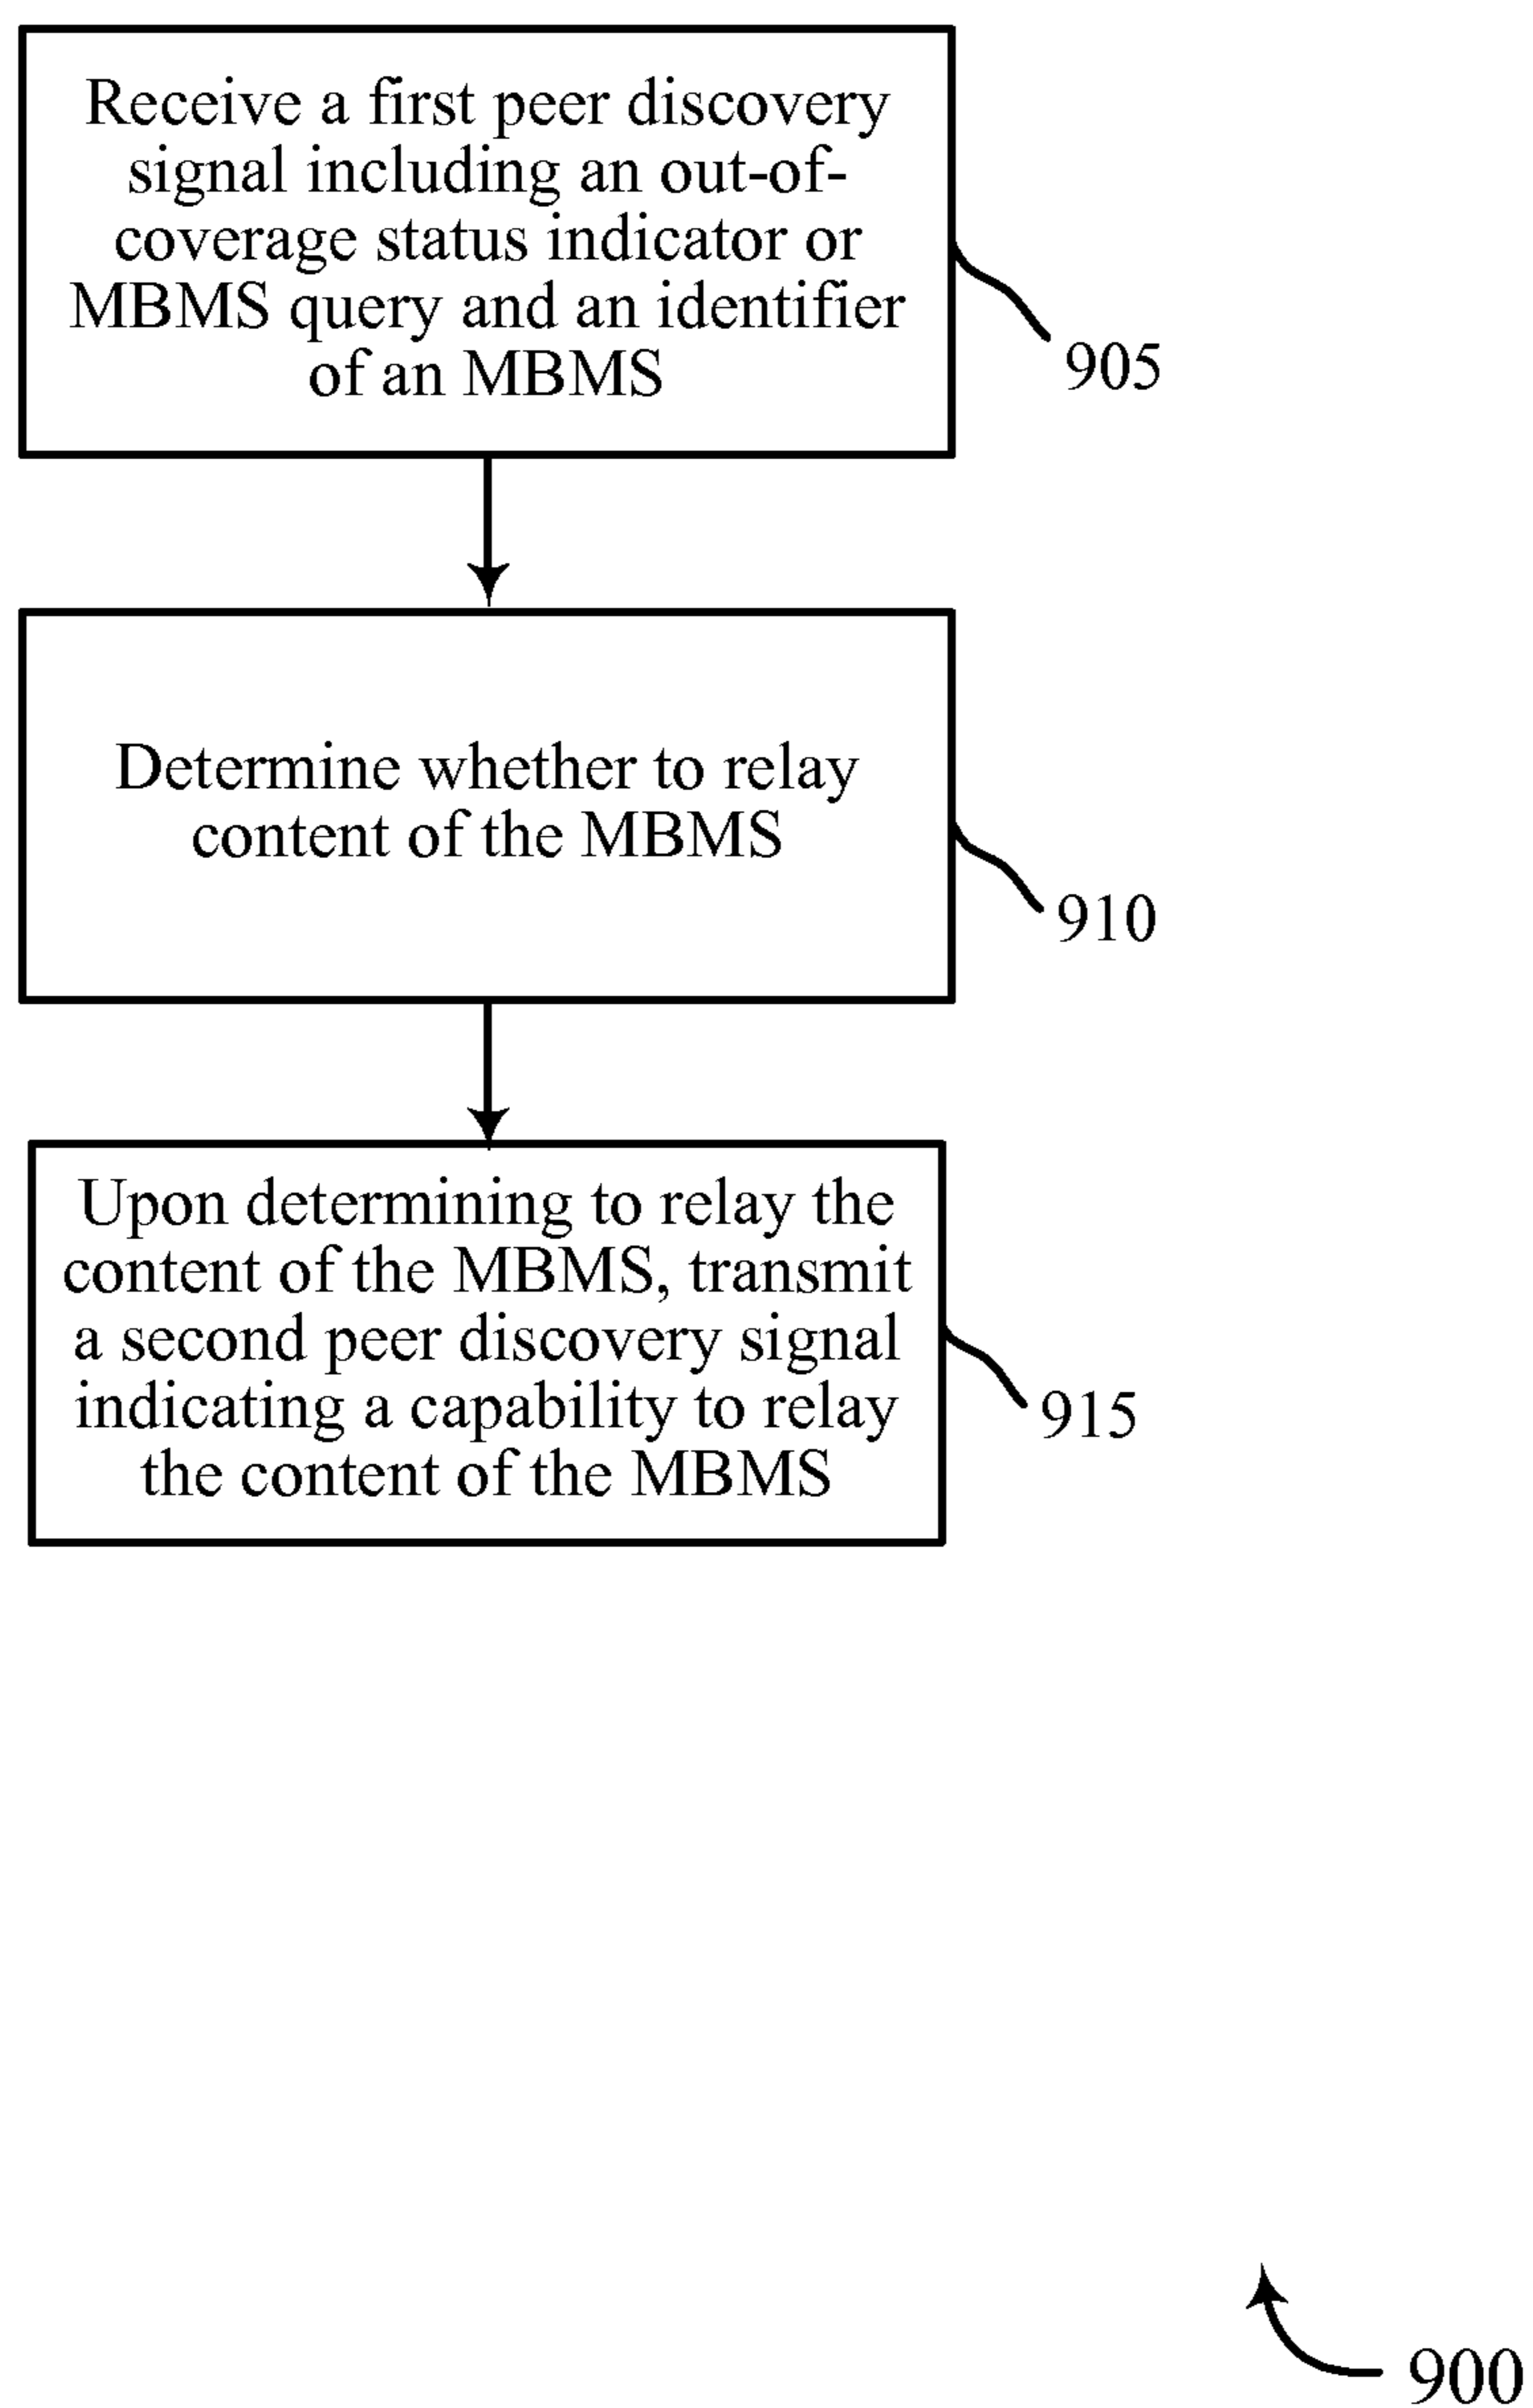 Receive a first peer discovery
signal including an out-of-
coverage status indicator or
MBMS query and an identifier
of an MBMS
905
Determine whether to relay
content of the MBMS
910
Upon determining to relay the
content of the MBMS, transmit
a second peer discovery signal
indicating a capability to relay
the content of the MBMS
915
900